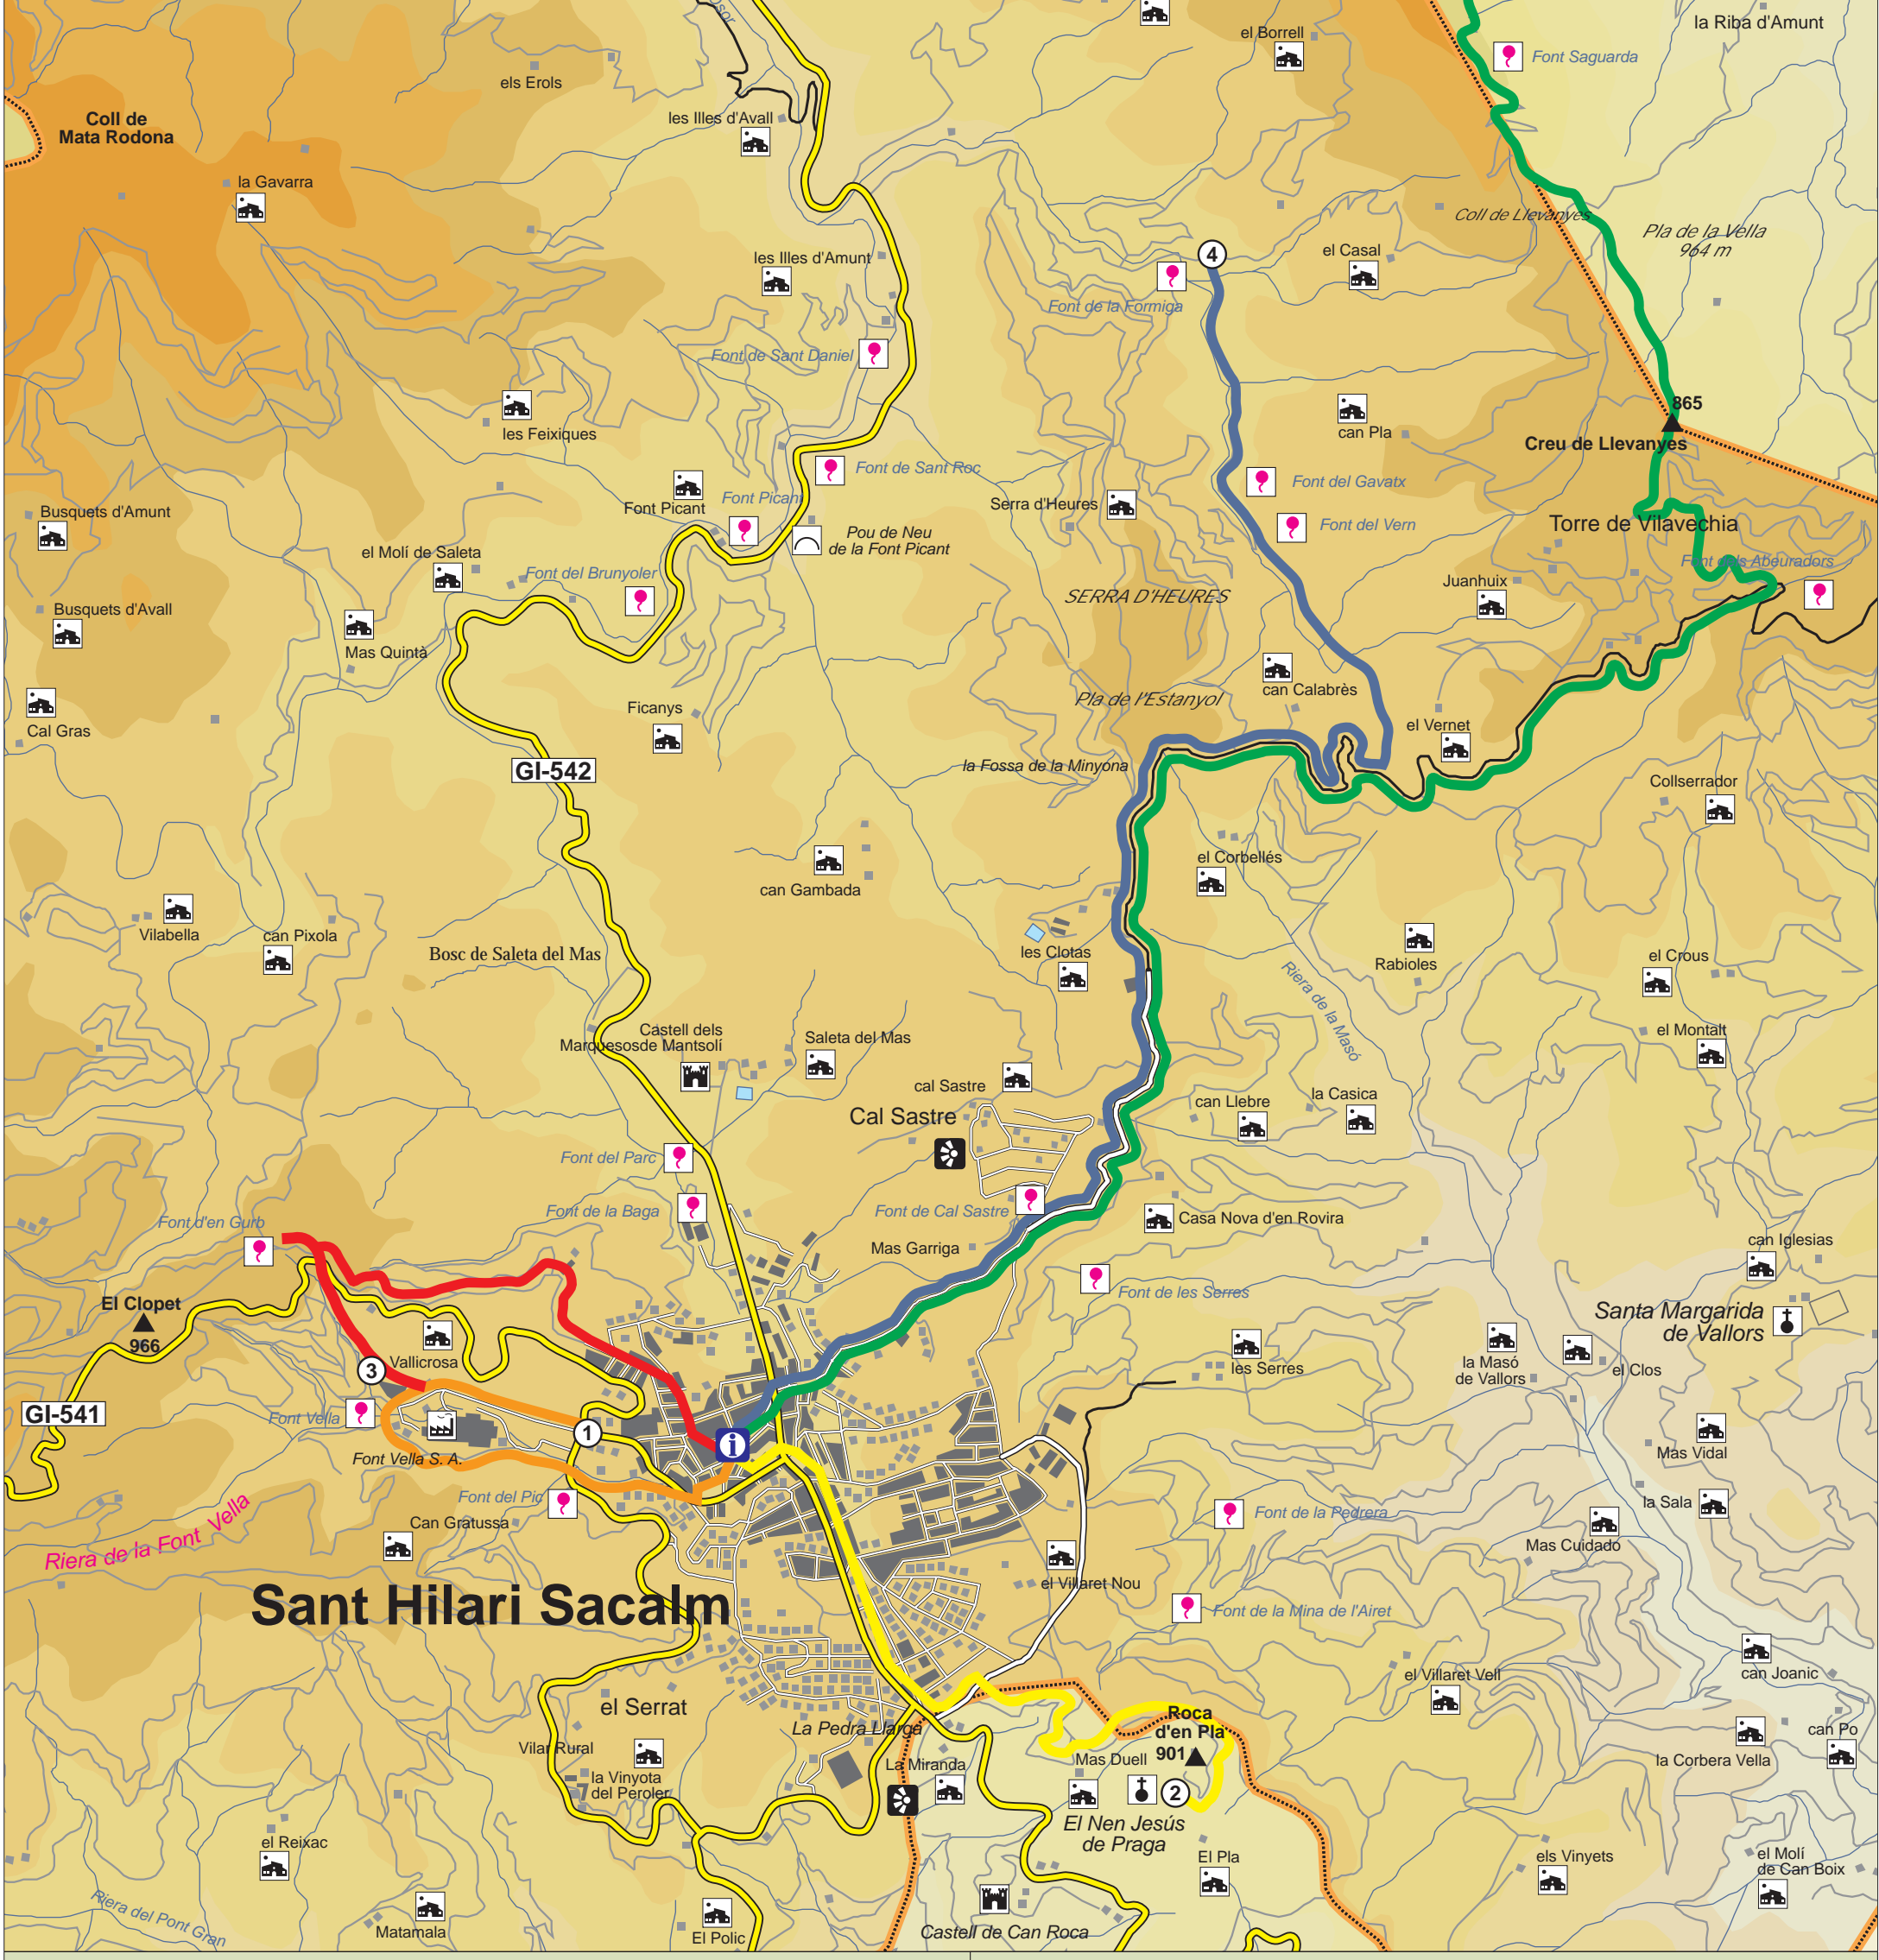 la Riba d'Amunt
el Borrell
Font Saguarda
els Erols
Coll de
Mata Rodona
les Illes d'Avall
la Gavarra
Coll de Llevanyes
Pla de la Vella
964 m
les Illes d'Amunt
4
el Casal
Font de la Formiga
Font de Sant Daniel
865
les Feixiques
can Pla
Creu de Llevanyes
Font de Sant Roc
Font del Gavatx
Font Picant
Font Picant
Serra d'Heures
Busquets d'Amunt
Font del Vern
Torre de Vilavechia
Pou de Neu
de la Font Picant
el Molí de Saleta
Font dels Abeuradors
Font del Brunyoler
Juanhuix
SERRA D'HEURES
Busquets d'Avall
Mas Quintà
can Calabrès
Pla de l'Estanyol
Ficanys
el Vernet
Cal Gras
GI-542
la Fossa de la Minyona
Collserrador
el Corbellés
can Gambada
Vilabella
can Pixola
Bosc de Saleta del Mas
les Clotas
Rabioles
el Crous
Riera de la Masó
Castell dels
Marquesosde Mantsolí
Saleta del Mas
el Montalt
cal Sastre
can Llebre
la Casica
Cal Sastre
Font del Parc
Font de la Baga
Font de Cal Sastre
Casa Nova d'en Rovira
Font d'en Gurb
Mas Garriga
can Iglesias
Font de les Serres
El Clopet
966
Santa Margarida
de Vallors
3
Vallicrosa
les Serres
la Masó
de Vallors
el Clos
GI-541
Font Vella
1
i
Font Vella S. A.
Mas Vidal
Font del Pic
la Sala
Can Gratussa
Font de la Pedrera
Riera de la Font Vella
Mas Cuidado
el Villaret Nou
Sant Hilari Sacalm
Font de la Mina de l'Airet
el Villaret Vell
can Joanic
el Serrat
La Pedra Llarga
Roca
d'en Pla
901
can Po
Vilar Rural
la Vinyota
del Peroler
La Miranda
Mas Duell
la Corbera Vella
2
El Nen Jesús
de Praga
el Reixac
El Pla
els Vinyets
el Molí
de Can Boix
Riera del Pont Gran
Matamala
El Polic
Castell de Can Roca